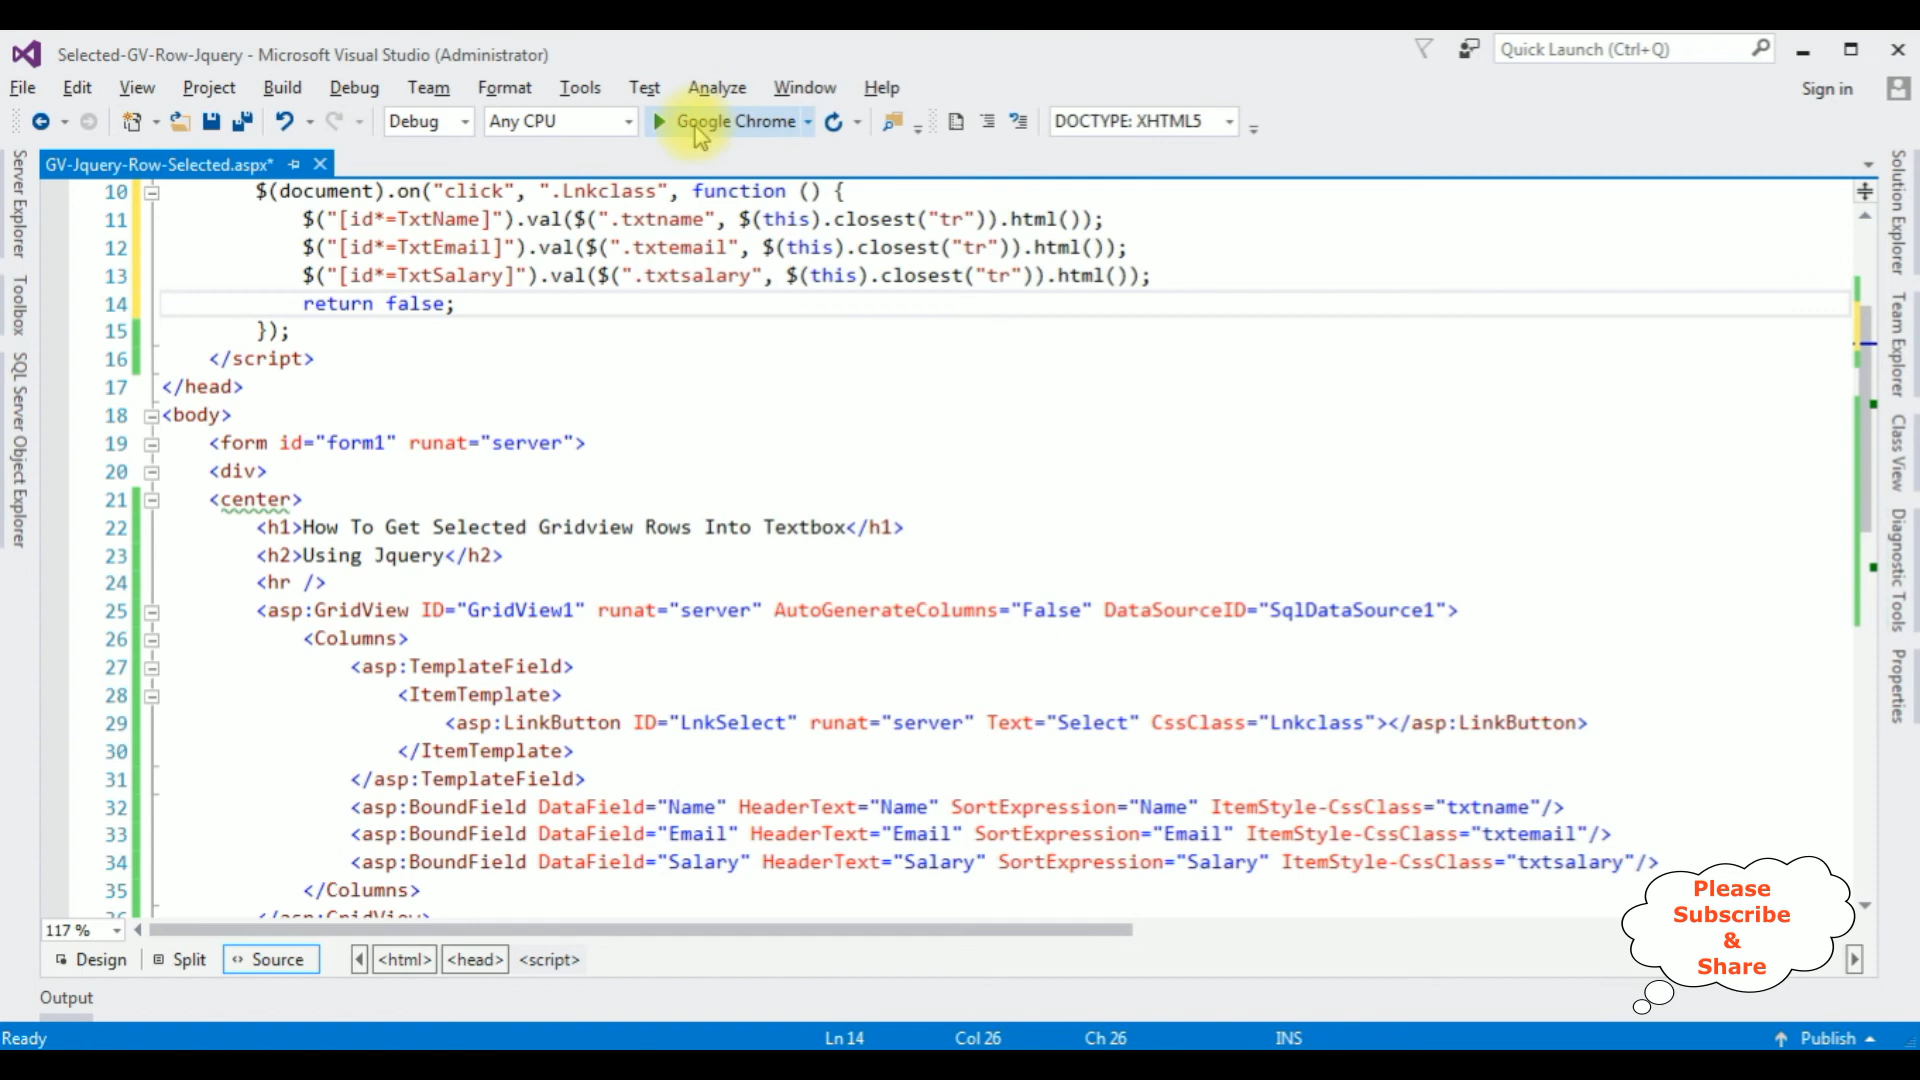 Selected-GV-Row-Jquery - Microsoft Visual Studio (Administrator)
Quick Launch (Ctrl+Q)
File Edit View Project Build Debug Team Format Tools Test Analyze Window Help
Sign in
Debug Any CPU Google Chrome DOCTYPE: XHTML5
GV-Jquery-Row-Selected.aspx*
Server Explorer
Toolbox
SQL Server Object Explorer
10 $(document).on("click", ".Lnkclass", function () {
11 $("[id*=TxtName]").val($(".txtname", $(this).closest("tr")).html());
12 $("[id*=TxtEmail]").val($(".txtemail", $(this).closest("tr")).html());
13 $("[id*=TxtSalary]").val($(".txtsalary", $(this).closest("tr")).html());
14 return false;
15 });
16 </script>
17 </head>
18 <body>
19 <form id="form1" runat="server">
20 <div>
21 <center>
22 <h1>How To Get Selected Gridview Rows Into Textbox</h1>
23 <h2>Using Jquery</h2>
24 <hr />
25 <asp:GridView ID="GridView1" runat="server" AutoGenerateColumns="False" DataSourceID="SqlDataSource1">
26 <Columns>
27 <asp:TemplateField>
28 <ItemTemplate>
29 <asp:LinkButton ID="LnkSelect" runat="server" Text="Select" CssClass="Lnkclass"></asp:LinkButton>
30 </ItemTemplate>
31 </asp:TemplateField>
32 <asp:BoundField DataField="Name" HeaderText="Name" SortExpression="Name" ItemStyle-CssClass="txtname"/>
33 <asp:BoundField DataField="Email" HeaderText="Email" SortExpression="Email" ItemStyle-CssClass="txtemail"/>
34 <asp:BoundField DataField="Salary" HeaderText="Salary" SortExpression="Salary" ItemStyle-CssClass="txtsalary"/>
35 </Columns>
36 </asp:GridView>
Solution Explorer
Team Explorer
Class View
Diagnostic Tools
Properties
Please
Subscribe
&
Share
117 %
Design Split Source <html> <head> <script>
Output
Ready Ln 14 Col 26 Ch 26 INS Publish